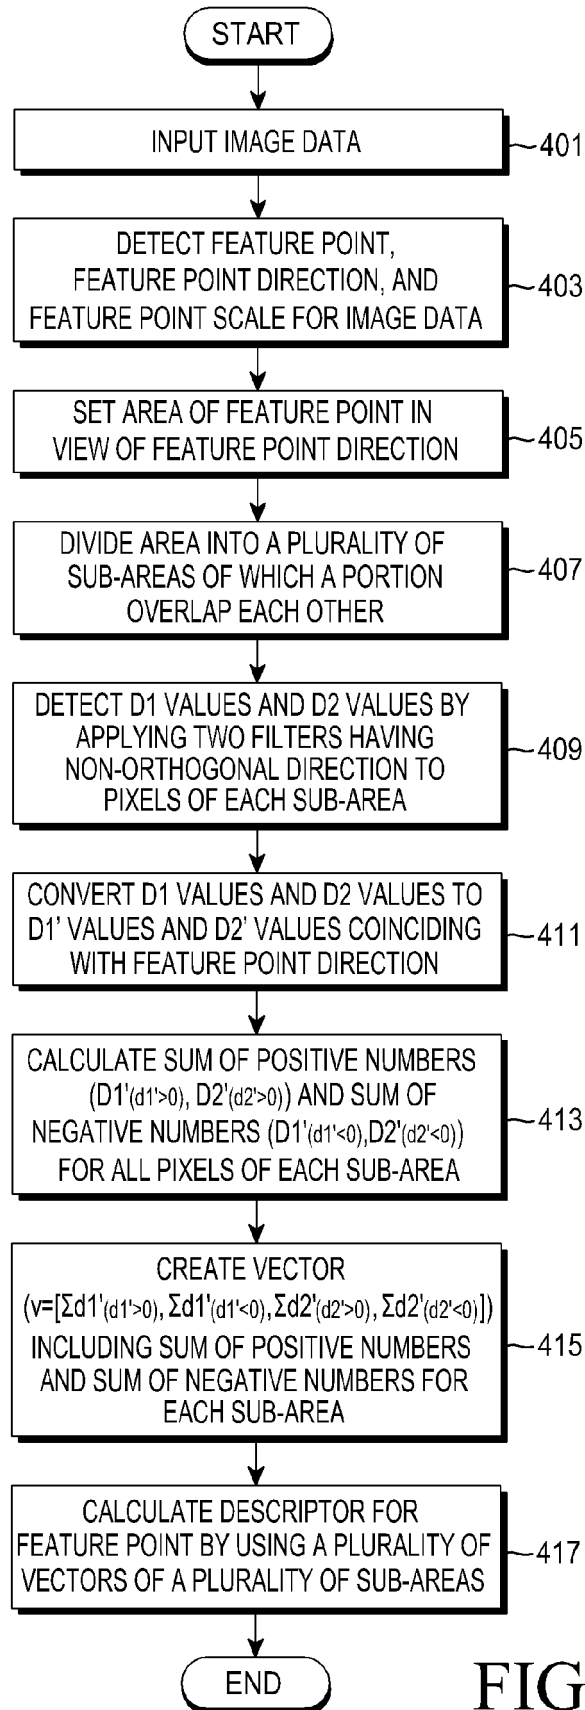 START
INPUT IMAGE DATA
401
DETECT FEATURE POINT,
FEATURE POINT DIRECTION, AND
FEATURE POINT SCALE FOR IMAGE DATA
403
SET AREA OF FEATURE POINT IN
VIEW OF FEATURE POINT DIRECTION
405
DIVIDE AREA INTO A PLURALITY OF
SUB-AREAS OF WHICH A PORTION
OVERLAP EACH OTHER
407
DETECT D1 VALUES AND D2 VALUES BY
APPLYING TWO FILTERS HAVING
NON-ORTHOGONAL DIRECTION TO
PIXELS OF EACH SUB-AREA
409
CONVERT D1 VALUES AND D2 VALUES TO
D1' VALUES AND D2' VALUES COINCIDING
WITH FEATURE POINT DIRECTION
411
CALCULATE SUM OF POSITIVE NUMBERS
(D1'(d1'>0), D2'(d2'>0)) AND SUM OF
NEGATIVE NUMBERS (D1'(d1'<0),D2'(d2'<0))
FOR ALL PIXELS OF EACH SUB-AREA
413
CREATE VECTOR
(v=[Σd1'(d1'>0), Σd1'(d1'<0),Σd2'(d2'>0), Σd2'(d2'<0)])
INCLUDING SUM OF POSITIVE NUMBERS
AND SUM OF NEGATIVE NUMBERS FOR
EACH SUB-AREA
415
CALCULATE DESCRIPTOR FOR
FEATURE POINT BY USING A PLURALITY OF
VECTORS OF A PLURALITY OF SUB-AREAS
417
END
FIG